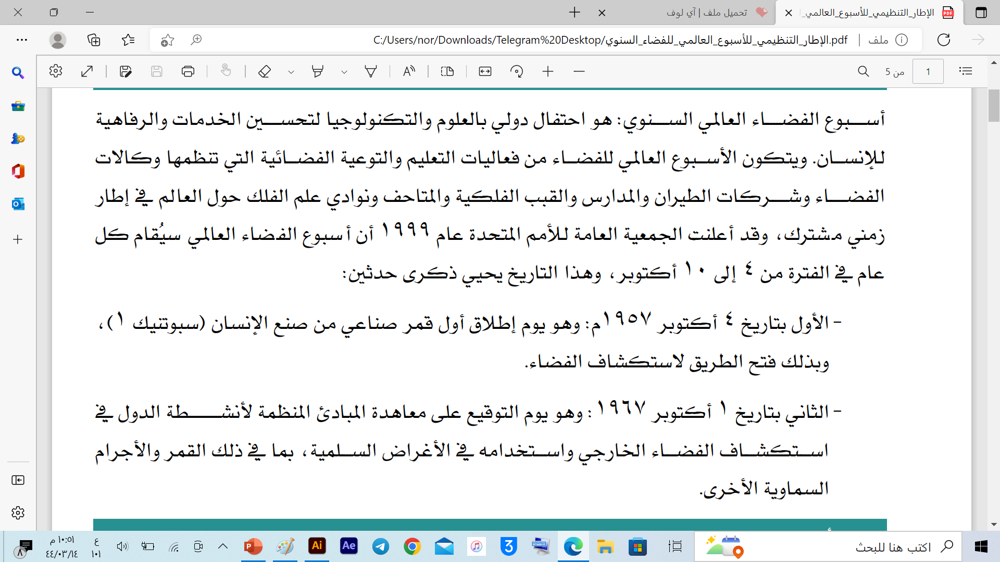 الإطار_التنظيمي_للأسبوع_العالمي_
تحميل ملف | آي لوف
ملف
C:/Users/nor/Downloads/Telegram%20Desktop/الإطار_التنظيمي_للأسبوع_العالمي_للفضاء_السنوي.pdf
1
من 5
أسبوع الفضاء العالمي السنوي: هو احتفال دولي بالعلوم والتكنولوجيا لتحسين الخدمات والرفاهية
للإنسان. ويتكون الأسبوع العالمي للفضاء من فعاليات التعليم والتوعية الفضائية التي تنظمها وكالات
الفضاء وشركات الطيران والمدارس والقبب الفلكية والمتاحف ونوادي علم الفلك حول العالم في إطار
زمني مشترك، وقد أعلنت الجمعية العامة للأمم المتحدة عام ١٩٩٩ أن أسبوع الفضاء العالمي سيُقام كل
عام في الفترة من ٤ إلى ١٠ أكتوبر، وهذا التاريخ يحيي ذكرى حدثين:
- الأول بتاريخ ٤ أكتوبر ١٩٥٧م: وهو يوم إطلاق أول قمر صناعي من صنع الإنسان (سبوتنيك ١)،
وبذلك فتح الطريق لاستكشاف الفضاء.
- الثاني بتاريخ ١ أكتوبر ١٩٦٧ : وهو يوم التوقيع على معاهدة المبادئ المنظمة لأنشطة الدول في
استكشاف الفضاء الخارجي واستخدامه في الأغراض السلمية، بما في ذلك القمر والأجرام
السماوية الأخرى.
اكتب هنا للبحث
ع
١٠١
١٠:٥١ م
٤٤/٠٣/١٤
٨